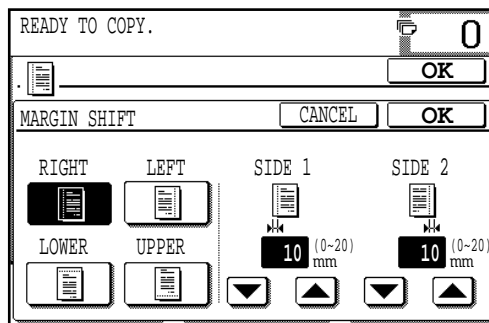 READY TO COPY. 0
OK
MARGIN SHIFT CANCEL OK
RIGHT LEFT SIDE 1 SIDE 2
LOWER UPPER 10 (0~20) mm 10 (0~20) mm